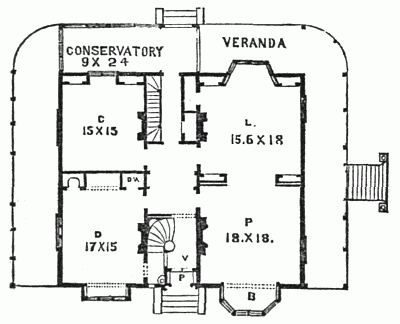 CONSERVATORY
9 X 24
VERANDA
C
15 X 15
L.
15.6 X 18
D.W.
D
17 X 15
P
18. X 18.
V
P
B